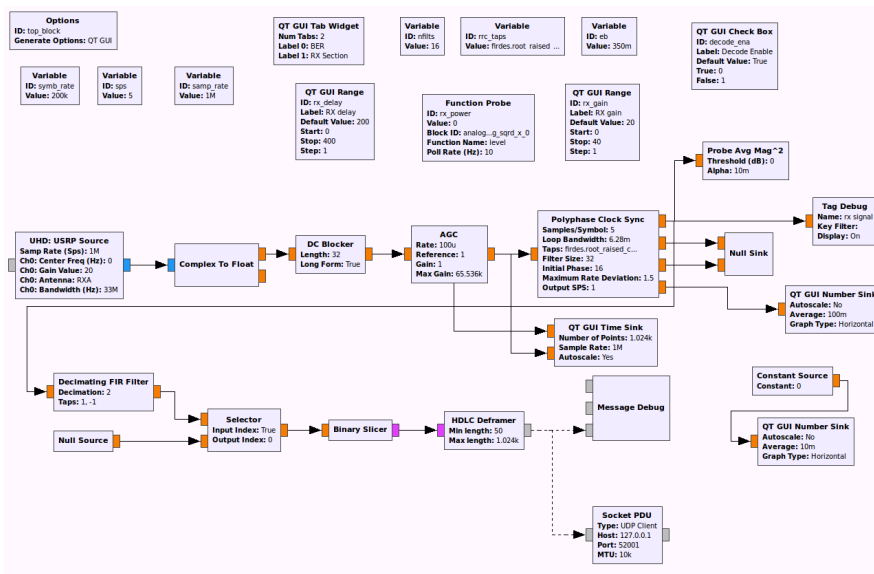 Options
ID: top_block
Generate Options: QT GUI
QT GUI Tab Widget
Num Tabs: 2
Label 0: BER
Label 1: RX Section
Variable
ID: nfilts
Value: 16
Variable
ID: rrc_taps
Value: firdes.root_raised_...
Variable
ID: eb
Value: 350m
QT GUI Check Box
ID: decode_ena
Label: Decode Enable
Default Value: True
True: 0
False: 1
Variable
ID: symb_rate
Value: 200k
Variable
ID: sps
Value: 5
Variable
ID: samp_rate
Value: 1M
QT GUI Range
ID: rx_delay
Label: RX delay
Default Value: 200
Start: 0
Stop: 400
Step: 1
Function Probe
ID: rx_power
Value: 0
Block ID: analog...g_sqrd_x_0
Function Name: level
Poll Rate (Hz): 10
QT GUI Range
ID: rx_gain
Label: RX gain
Default Value: 20
Start: 0
Stop: 40
Step: 1
Probe Avg Mag^2
Threshold (dB): 0
Alpha: 10m
UHD: USRP Source
Samp Rate (Sps): 1M
Ch0: Center Freq (Hz): 0
Ch0: Gain Value: 20
Ch0: Antenna: RXA
Ch0: Bandwidth (Hz): 33M
Complex To Float
DC Blocker
Length: 32
Long Form: True
AGC
Rate: 100u
Reference: 1
Gain: 1
Max Gain: 65.536k
Polyphase Clock Sync
Samples/Symbol: 5
Loop Bandwidth: 6.28m
Taps: firdes.root_raised_c...
Filter Size: 32
Initial Phase: 16
Maximum Rate Deviation: 1.5
Output SPS: 1
Tag Debug
Name: rx signal
Key Filter:
Display: On
Null Sink
QT GUI Number Sink
Autoscale: No
Average: 100m
Graph Type: Horizontal
QT GUI Time Sink
Number of Points: 1.024k
Sample Rate: 1M
Autoscale: Yes
Decimating FIR Filter
Decimation: 2
Taps: 1, -1
Null Source
Selector
Input Index: True
Output Index: 0
Binary Slicer
HDLC Deframer
Min length: 50
Max length: 1.024k
Message Debug
Constant Source
Constant: 0
QT GUI Number Sink
Autoscale: No
Average: 10m
Graph Type: Horizontal
Socket PDU
Type: UDP Client
Host: 127.0.0.1
Port: 52001
MTU: 10k